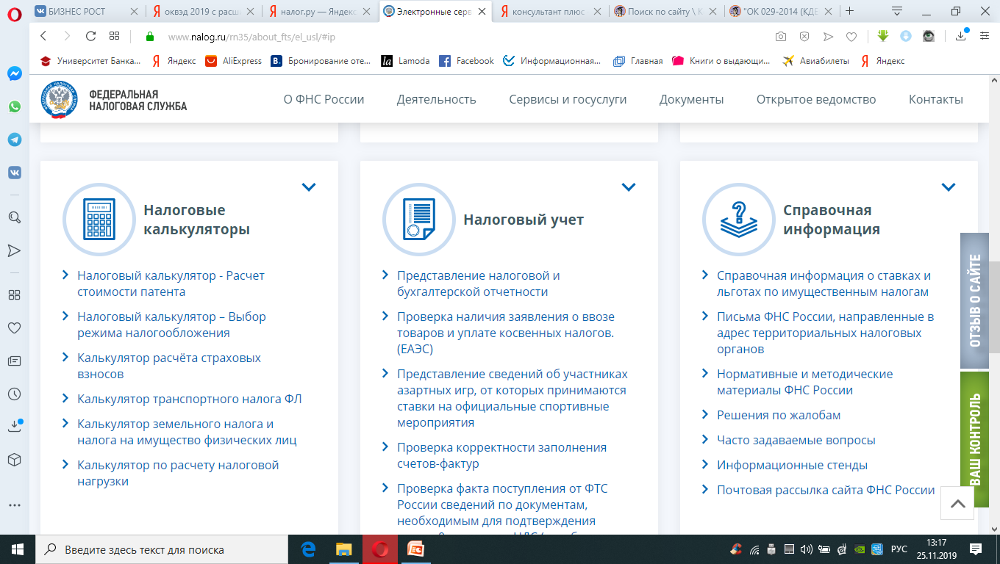 БИЗНЕС РОСТ
оквэд 2019 с расши
налог.ру — Яндекс
Электронные серв
консультант плюс
Поиск по сайту \ К
"ОК 029-2014 (КДЕ
www.nalog.ru/rn35/about_fts/el_usl/#ip
Университет Банка...
Яндекс
AliExpress
Бронирование оте...
Lamoda
Facebook
Информационная...
Главная
Книги о выдающи...
Авиабилеты
Яндекс
ФЕДЕРАЛЬНАЯ
НАЛОГОВАЯ СЛУЖБА
О ФНС России
Деятельность
Сервисы и госуслуги
Документы
Открытое ведомство
Контакты
Налоговые
калькуляторы
Налоговый калькулятор - Расчет
стоимости патента
Налоговый калькулятор – Выбор
режима налогообложения
Калькулятор расчёта страховых
взносов
Калькулятор транспортного налога ФЛ
Калькулятор земельного налога и
налога на имущество физических лиц
Калькулятор по расчету налоговой
нагрузки
Налоговый учет
Представление налоговой и
бухгалтерской отчетности
Проверка наличия заявления о ввозе
товаров и уплате косвенных налогов.
(ЕАЭС)
Представление сведений об участниках
азартных игр, от которых принимаются
ставки на официальные спортивные
мероприятия
Проверка корректности заполнения
счетов-фактур
Проверка факта поступления от ФТС
России сведений по документам,
необходимым для подтверждения
Справочная
информация
Справочная информация о ставках и
льготах по имущественным налогам
Письма ФНС России, направленные в
адрес территориальных налоговых
органов
Нормативные и методические
материалы ФНС России
Решения по жалобам
Часто задаваемые вопросы
Информационные стенды
Почтовая рассылка сайта ФНС России
ОТЗЫВ О САЙТЕ
ВАШ КОНТРОЛЬ
Введите здесь текст для поиска
РУС
13:17
25.11.2019